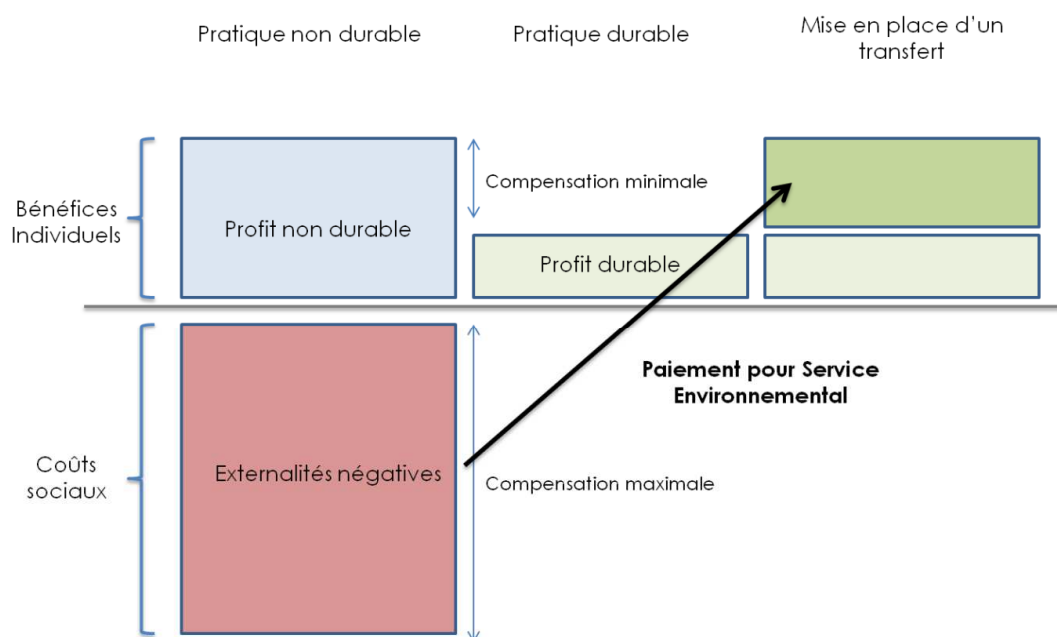 Pratique non durable
Pratique durable
Mise en place d'un
transfert
Bénéfices
Individuels
Profit non durable
Compensation minimale
Profit durable
Paiement pour Service
Environnemental
Coûts
sociaux
Externalités négatives
Compensation maximale